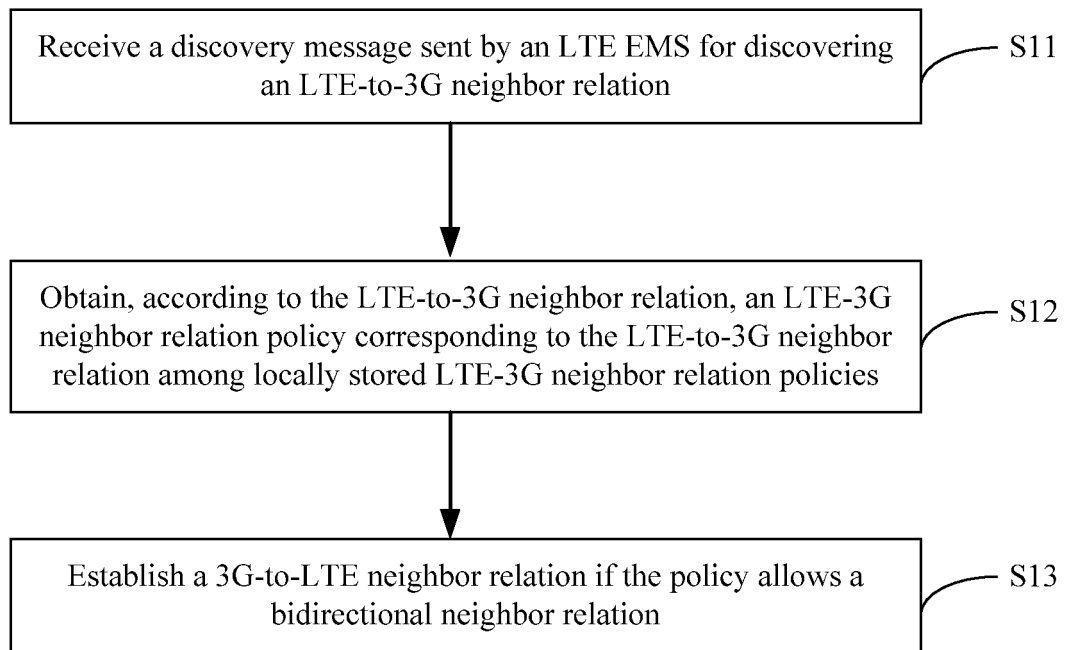 Receive a discovery message sent by an LTE EMS for discovering
an LTE-to-3G neighbor relation
S11
Obtain, according to the LTE-to-3G neighbor relation, an LTE-3G
neighbor relation policy corresponding to the LTE-to-3G neighbor
relation among locally stored LTE-3G neighbor relation policies
S12
Establish a 3G-to-LTE neighbor relation if the policy allows a
bidirectional neighbor relation
S13